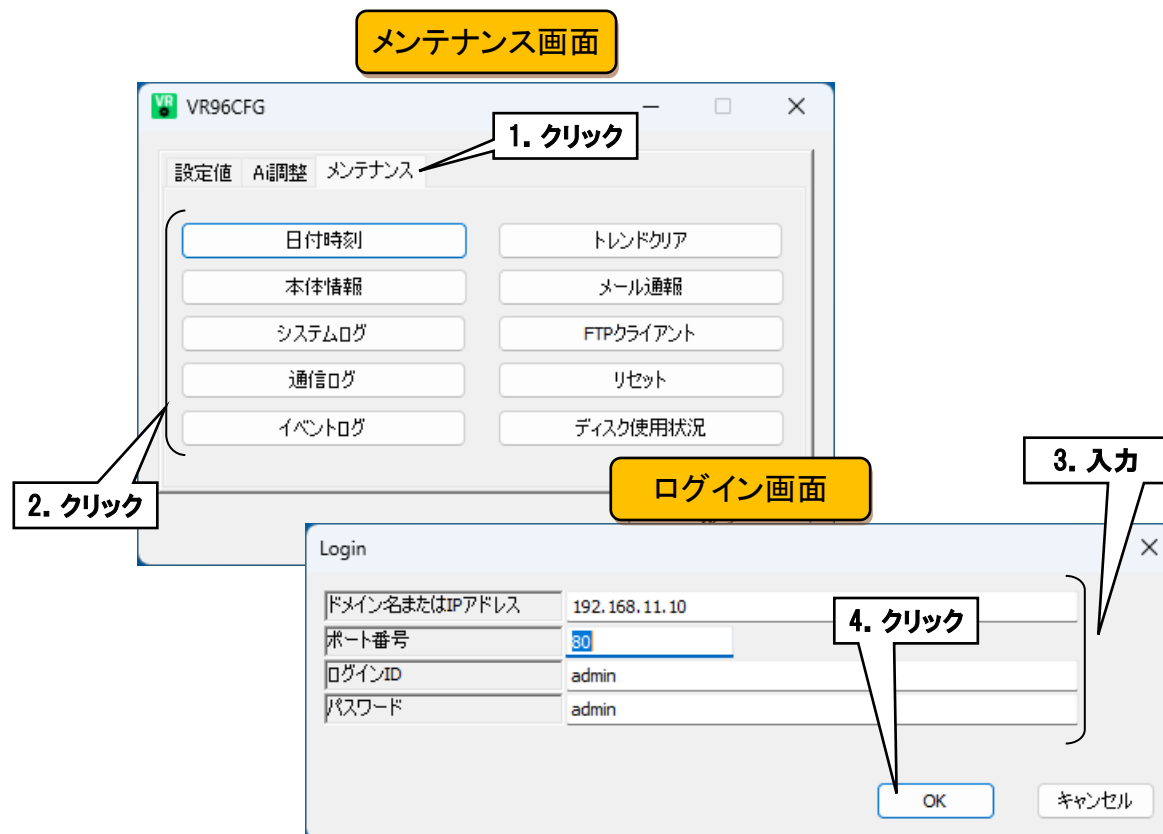 メンテナンス画面
VR96CFG
1. クリック
設定値 Ai調整 メンテナンス
日付時刻 トレンドクリア
本体情報 メール通報
システムログ FTPクライアント
通信ログ リセット
イベントログ ディスク使用状況
2. クリック
ログイン画面
3. 入力
Login
ドメイン名またはIPアドレス 192.168.11.10
4. クリック
ポート番号 80
ログインID admin
パスワード admin
OK キャンセル